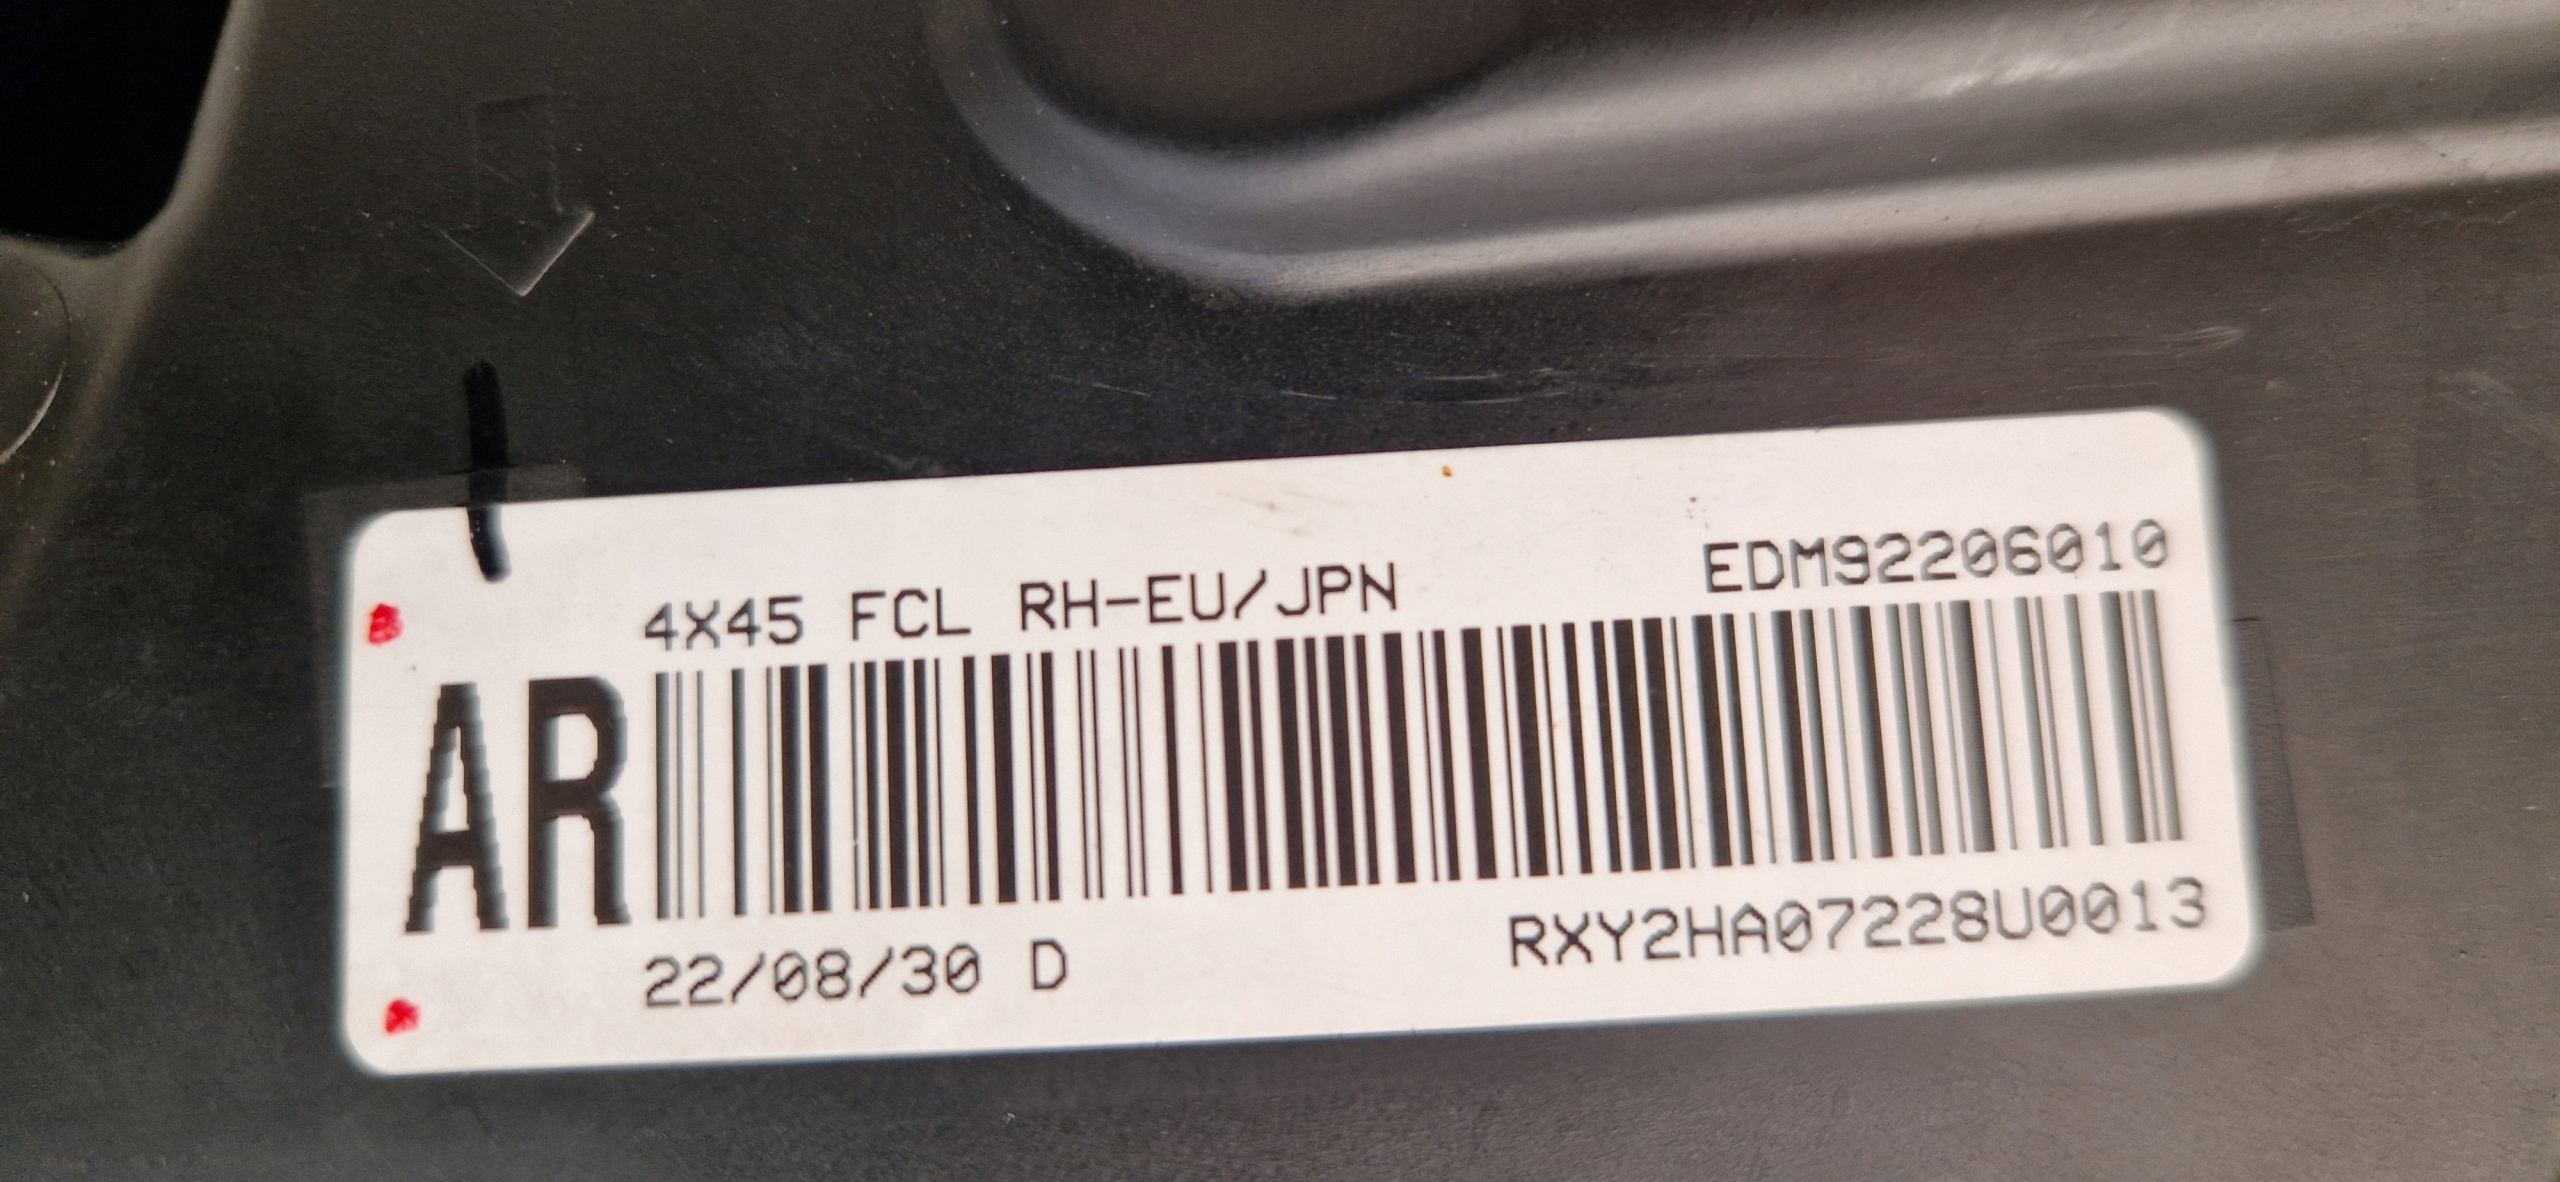 4X45 FCL RH-EU/JPN
EDM92206010
AR
22/08/30 D
RXY2HA07228U0013